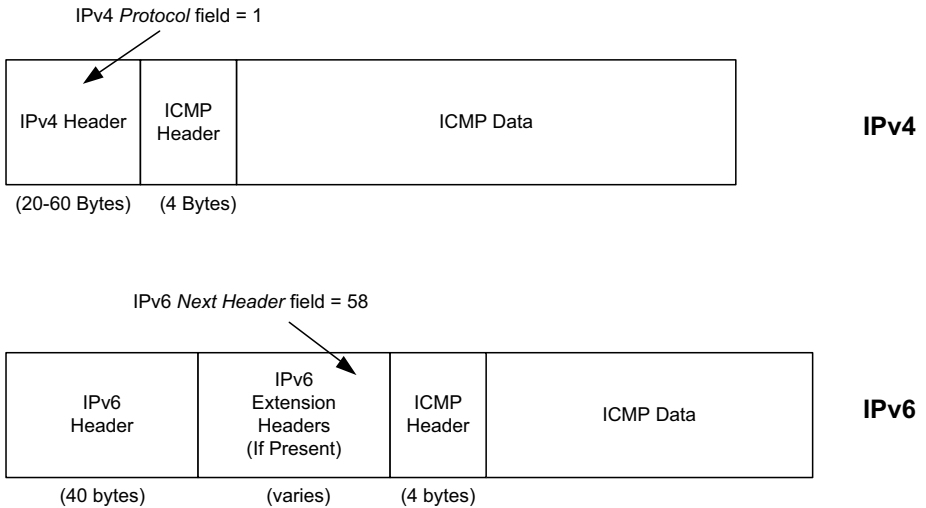 IPv4 Protocol field = 1
IPv4 Header
ICMP
Header
ICMP Data
IPv4
(20-60 Bytes)
(4 Bytes)
IPv6 Next Header field = 58
IPv6
Header
IPv6
Extension
Headers
(If Present)
ICMP
Header
ICMP Data
IPv6
(40 bytes)
(varies)
(4 bytes)